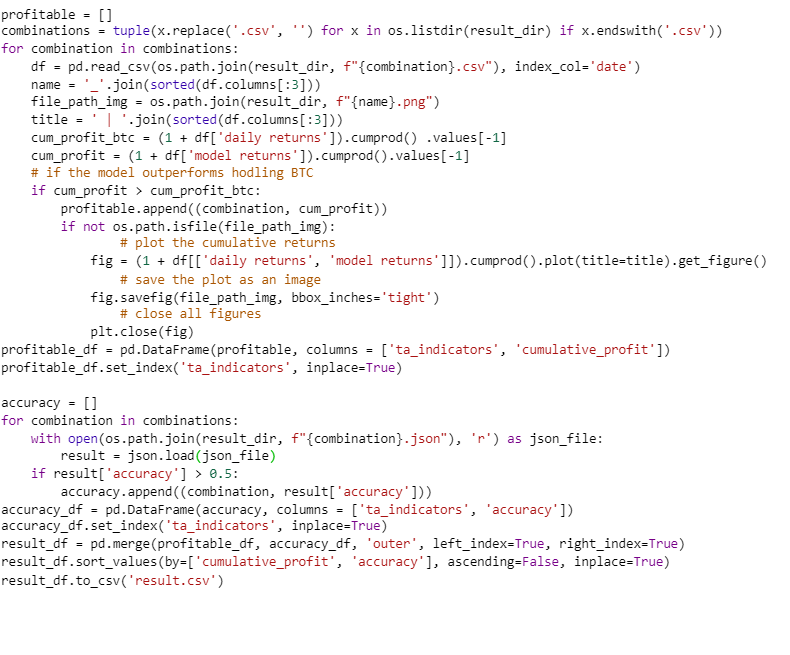 profitable = []
combinations = tuple(x.replace('.csv', '') for x in os.listdir(result_dir) if x.endswith('.csv'))
for combination in combinations:
    df = pd.read_csv(os.path.join(result_dir, f"{combination}.csv"), index_col='date')
    name = '_'.join(sorted(df.columns[:3]))
    file_path_img = os.path.join(result_dir, f"{name}.png")
    title = ' | '.join(sorted(df.columns[:3]))
    cum_profit_btc = (1 + df['daily returns']).cumprod() .values[-1]
    cum_profit = (1 + df['model returns']).cumprod().values[-1]
    # if the model outperforms hodling BTC
    if cum_profit > cum_profit_btc:
        profitable.append((combination, cum_profit))
        if not os.path.isfile(file_path_img):
                # plot the cumulative returns
            fig = (1 + df[['daily returns', 'model returns']]).cumprod().plot(title=title).get_figure()
                # save the plot as an image
            fig.savefig(file_path_img, bbox_inches='tight')
                # close all figures
            plt.close(fig)
profitable_df = pd.DataFrame(profitable, columns = ['ta_indicators', 'cumulative_profit'])
profitable_df.set_index('ta_indicators', inplace=True)

accuracy = []
for combination in combinations:
    with open(os.path.join(result_dir, f"{combination}.json"), 'r') as json_file:
        result = json.load(json_file)
    if result['accuracy'] > 0.5:
        accuracy.append((combination, result['accuracy']))
accuracy_df = pd.DataFrame(accuracy, columns = ['ta_indicators', 'accuracy'])
accuracy_df.set_index('ta_indicators', inplace=True)
result_df = pd.merge(profitable_df, accuracy_df, 'outer', left_index=True, right_index=True)
result_df.sort_values(by=['cumulative_profit', 'accuracy'], ascending=False, inplace=True)
result_df.to_csv('result.csv')